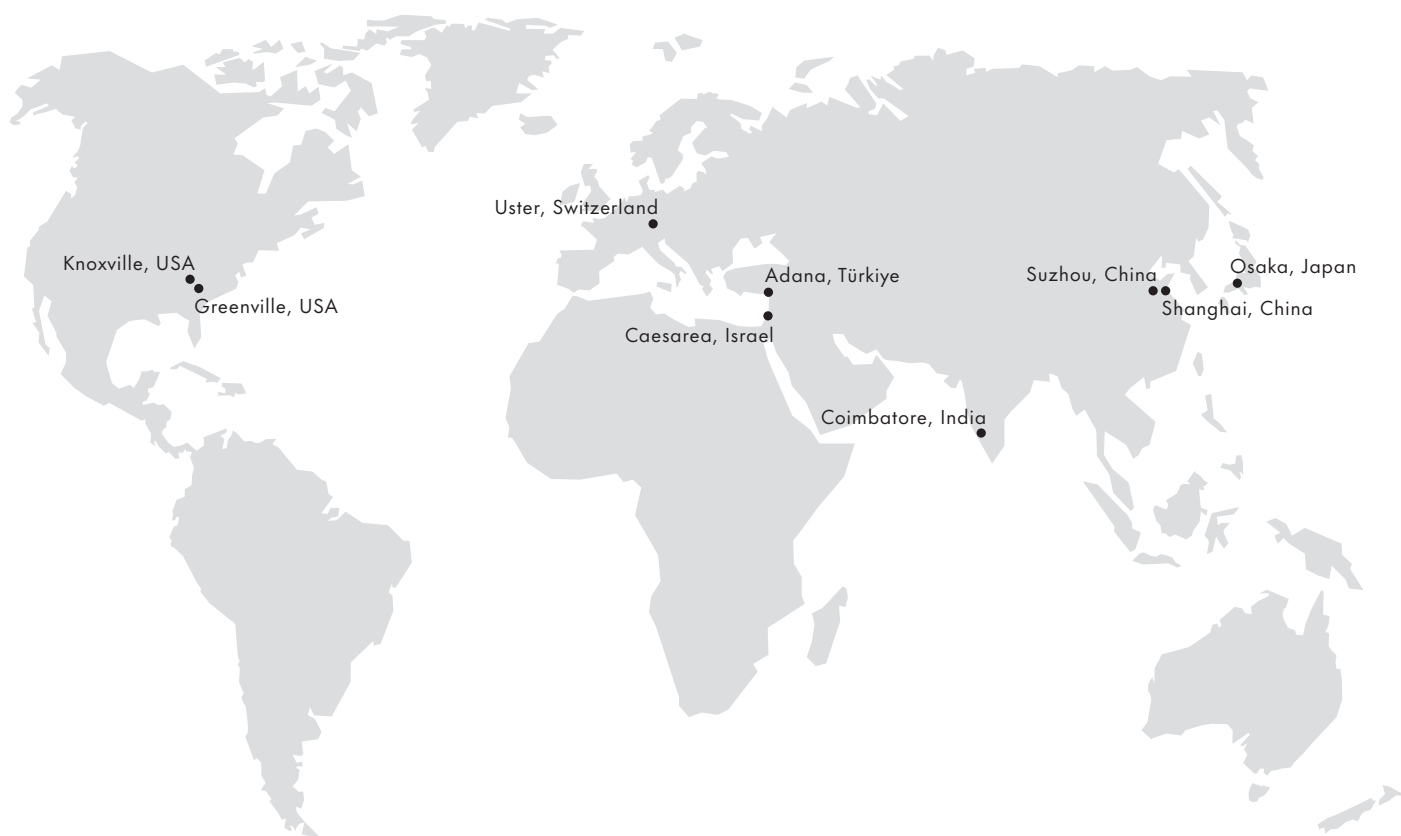 Uster, Switzerland
Knoxville, USA
Greenville, USA
Adana, Türkiye
Caesarea, Israel
Suzhou, China
Osaka, Japan
Shanghai, China
Coimbatore, India